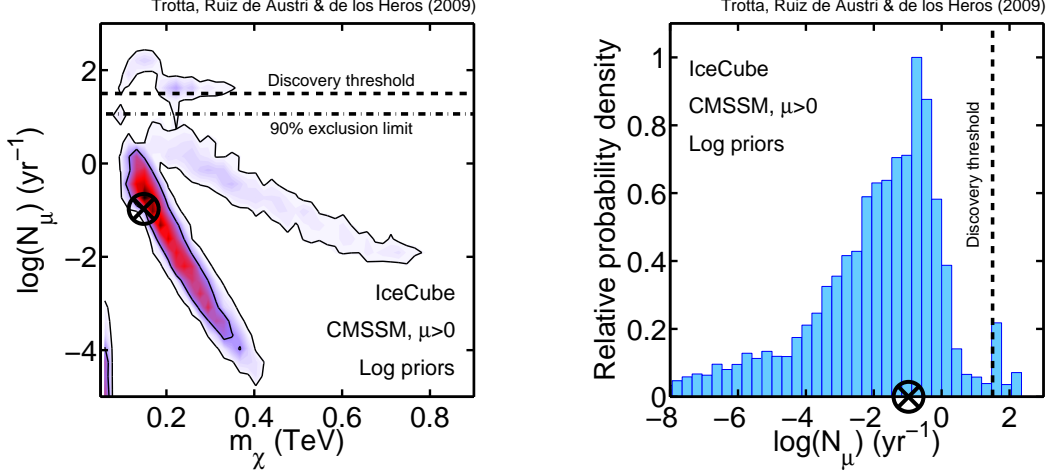 Trotta, Ruiz de Austri & de los Heros (2009)
2
0
−2
−4
log(N_μ) (yr⁻¹)
Discovery threshold
90% exclusion limit
IceCube
CMSSM, μ>0
Log priors
0.2 0.4 0.6 0.8
m_χ (TeV)
Trotta, Ruiz de Austri & de los Heros (2009)
1
0.8
0.6
0.4
0.2
0
Relative probability density
IceCube
CMSSM, μ>0
Log priors
Discovery threshold
−8 −6 −4 −2 0 2
log(N_μ) (yr⁻¹)